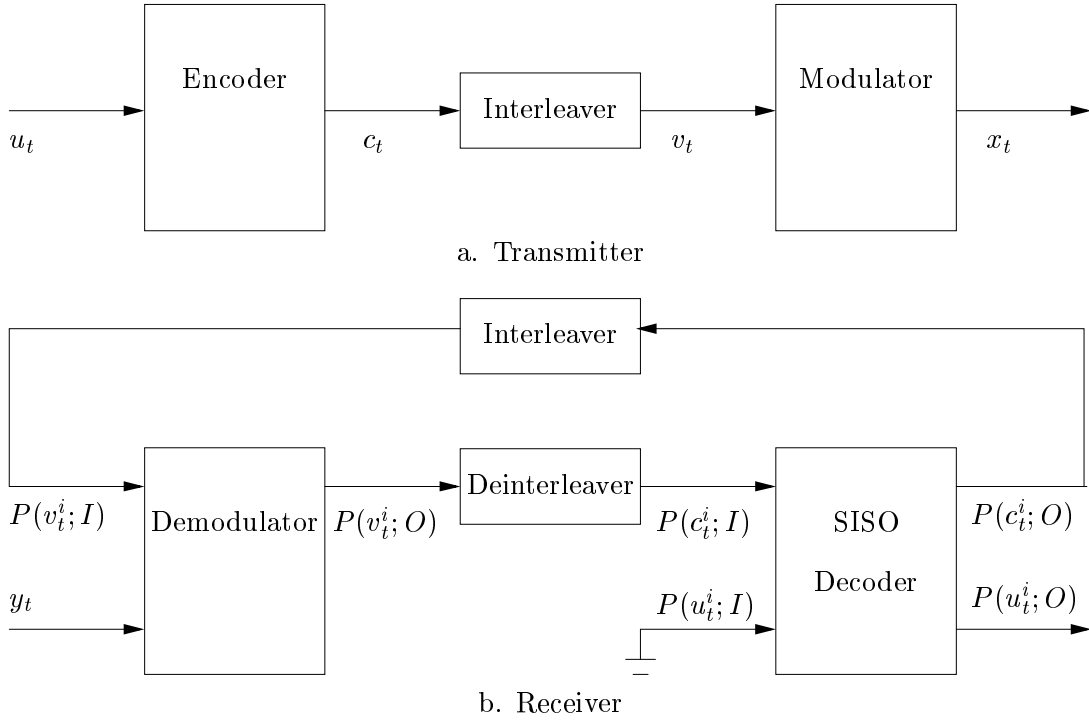 Encoder
Modulator
Interleaver
u_t
c_t
v_t
x_t
a. Transmitter
Interleaver
Deinterleaver
P(v_t^i; I)
Demodulator
P(v_t^i; O)
P(c_t^i; I)
SISO
Decoder
P(c_t^i; O)
y_t
P(u_t^i; I)
P(u_t^i; O)
b. Receiver